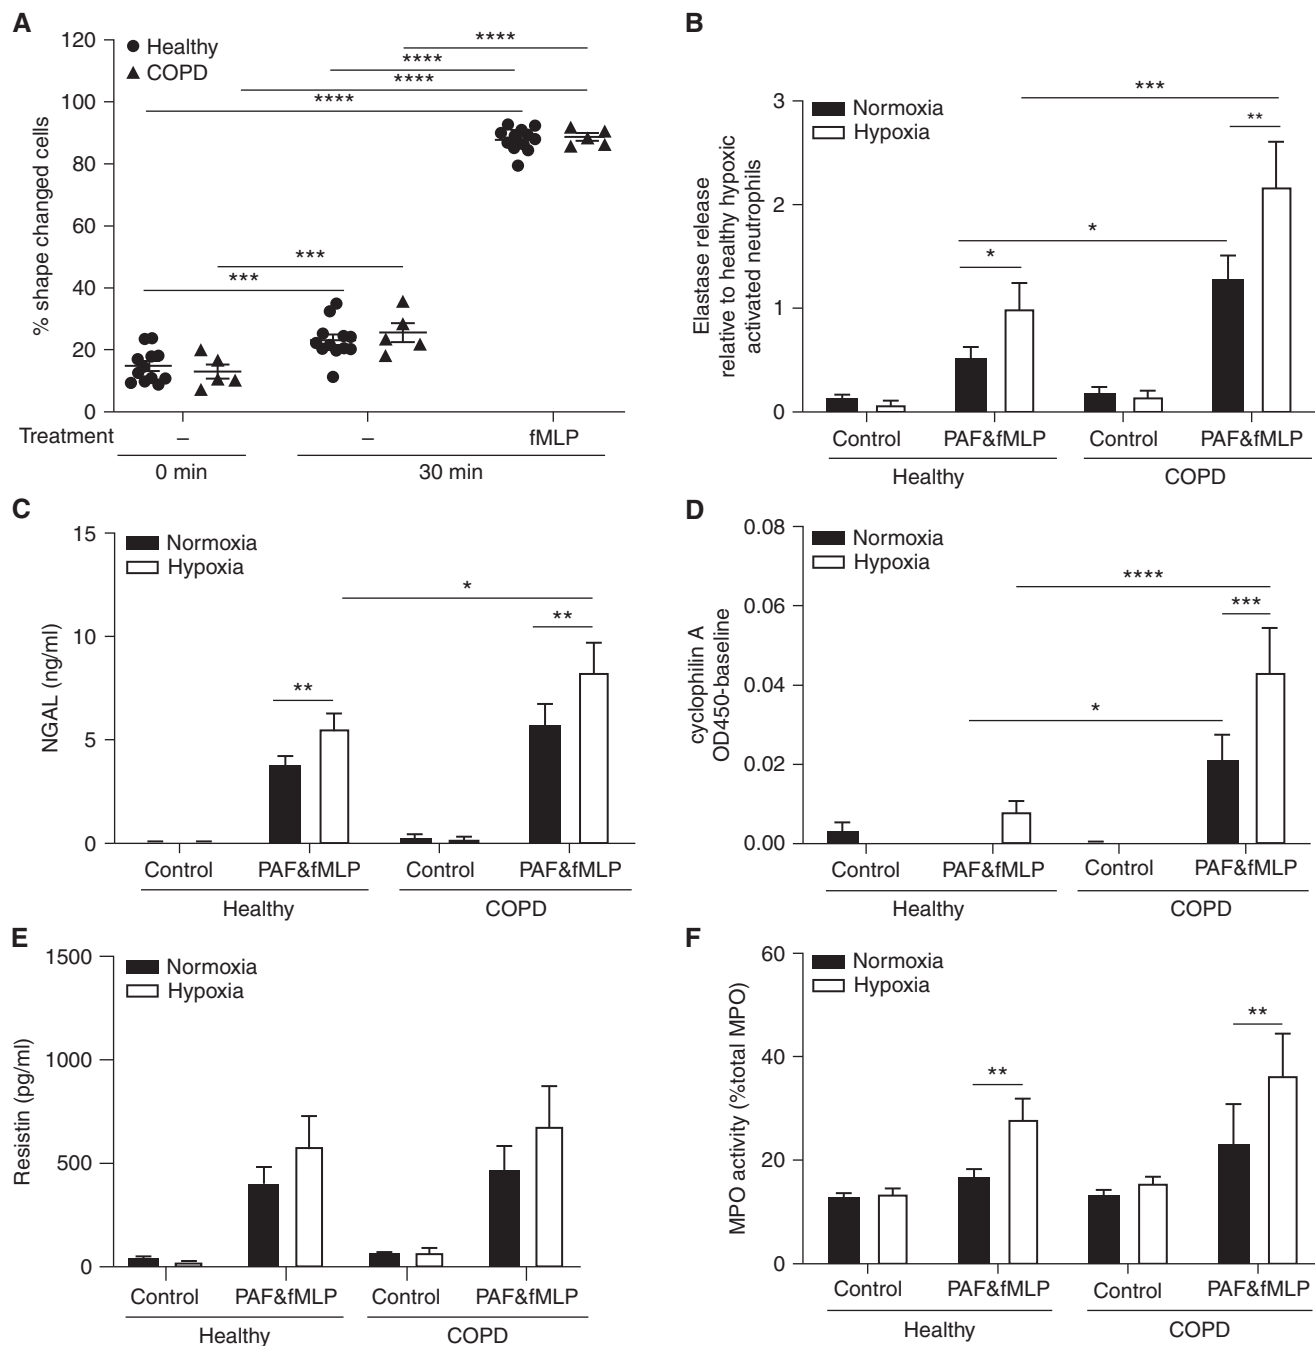 A
120
100
80
60
40
20
0
% shape changed cells
● Healthy
▲ COPD
****
****
****
****
***
***
Treatment – – fMLP
0 min 30 min
B
3
2
1
0
Elastase release
relative to healthy hypoxic
activated neutrophils
Normoxia
Hypoxia
***
**
*
*
Control PAF&fMLP Control PAF&fMLP
Healthy COPD
C
15
10
5
0
NGAL (ng/ml)
Normoxia
Hypoxia
*
**
**
Control PAF&fMLP Control PAF&fMLP
Healthy COPD
D
0.08
0.06
0.04
0.02
0.00
cyclophilin A
OD450-baseline
Normoxia
Hypoxia
****
***
*
Control PAF&fMLP Control PAF&fMLP
Healthy COPD
E
1500
1000
500
0
Resistin (pg/ml)
Normoxia
Hypoxia
Control PAF&fMLP Control PAF&fMLP
Healthy COPD
F
60
40
20
0
MPO activity (%total MPO)
Normoxia
Hypoxia
**
**
Control PAF&fMLP Control PAF&fMLP
Healthy COPD